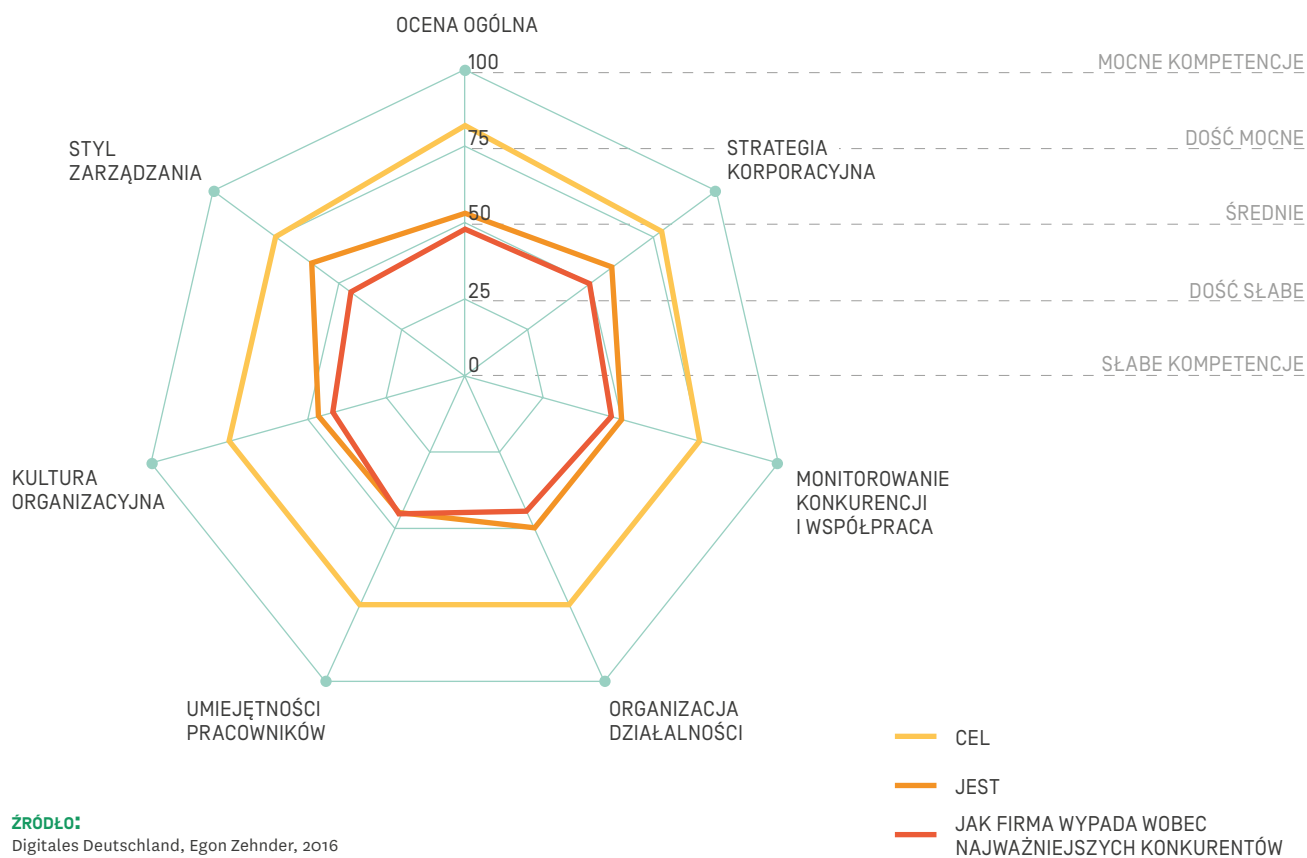 OCENA OGÓLNA
100
MOCNE KOMPETENCJE
75
DOŚĆ MOCNE
STYL
ZARZĄDZANIA
STRATEGIA
KORPORACYJNA
50
ŚREDNIE
25
DOŚĆ SŁABE
0
SŁABE KOMPETENCJE
KULTURA
ORGANIZACYJNA
MONITOROWANIE
KONKURENCJI
I WSPÓŁPRACA
UMIEJĘTNOŚCI
PRACOWNIKÓW
ORGANIZACJA
DZIAŁALNOŚCI
CEL
JEST
JAK FIRMA WYPADA WOBEC
NAJWAŻNIEJSZYCH KONKURENTÓW
ŹRÓDŁO:
Digitales Deutschland, Egon Zehnder, 2016